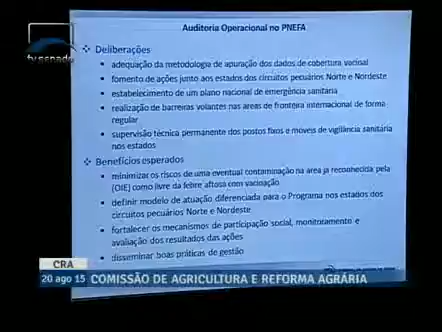 Auditoria Operacional no PNEFA
tv senado
❖ Deliberações
• adequação da metodologia de apuração dos dados de cobertura vacinal
• fomento de ações junto aos estados dos circuitos pecuários Norte e Nordeste
• estabelecimento de um plano nacional de emergência sanitária
• realização de barreiras volantes nas áreas de fronteira internacional de forma
regular
• supervisão técnica permanente dos postos fixos e móveis de vigilância sanitária
nos estados
❖ Benefícios esperados
• minimizar os riscos de uma eventual contaminação na área já reconhecida pela
(OIE) como livre da febre aftosa com vacinação
• definir modelo de atuação diferenciada para o Programa nos estados dos
circuitos pecuários Norte e Nordeste
• fortalecer os mecanismos de participação social, monitoramento e
avaliação dos resultados das ações
• disseminar boas práticas de gestão
CRA
20 ago 15 COMISSÃO DE AGRICULTURA E REFORMA AGRÁRIA